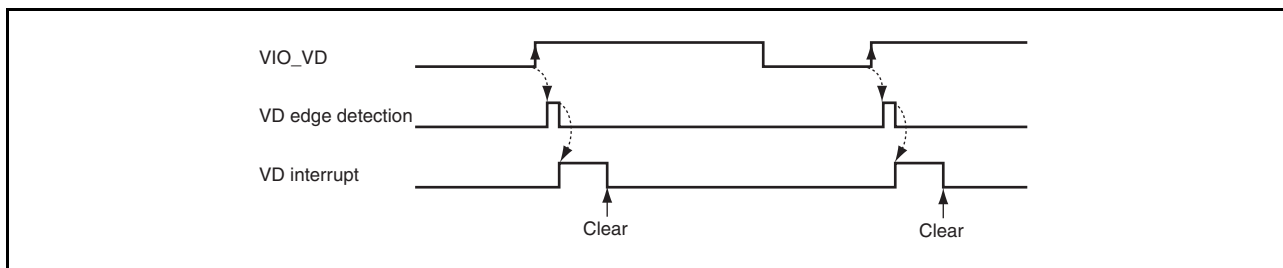 VIO_VD
VD edge detection
VD interrupt
Clear
Clear